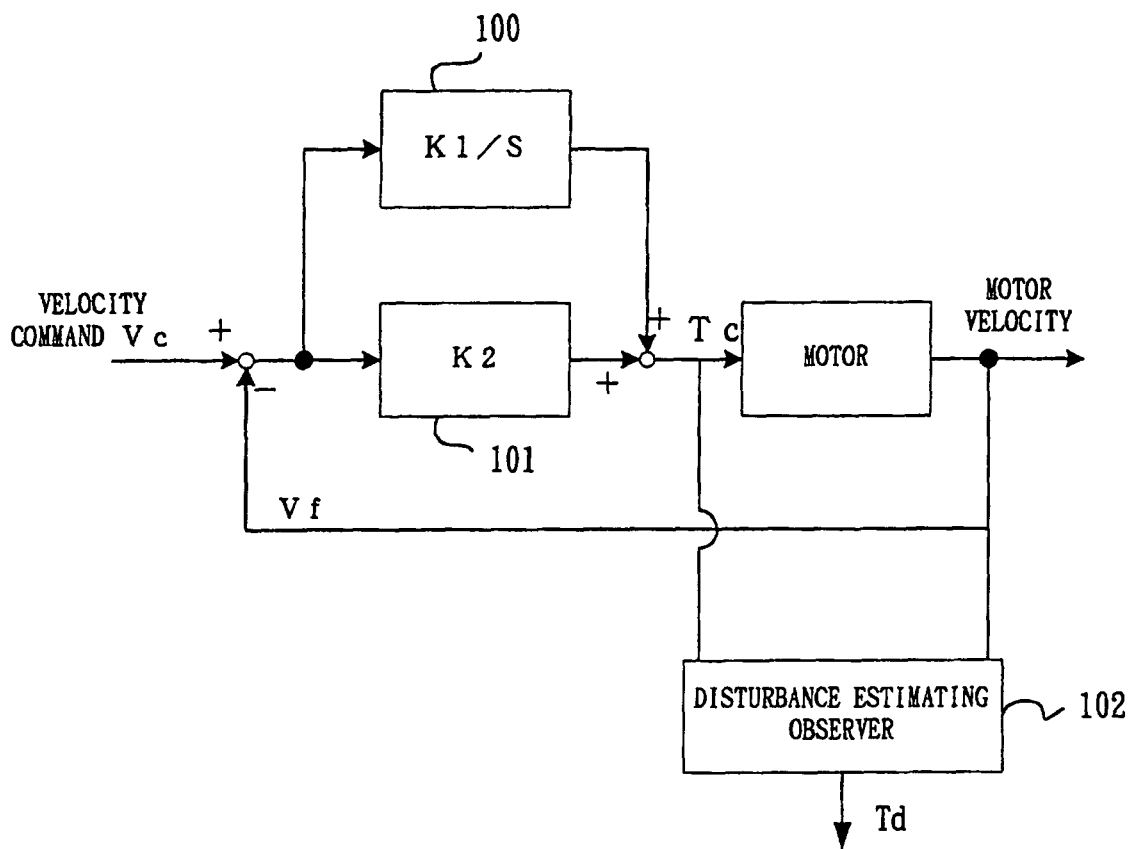 100
K1/S
VELOCITY
COMMAND Vc
+
-
K2
+
+
Tc
MOTOR
MOTOR
VELOCITY
101
Vf
DISTURBANCE ESTIMATING
OBSERVER
102
Td